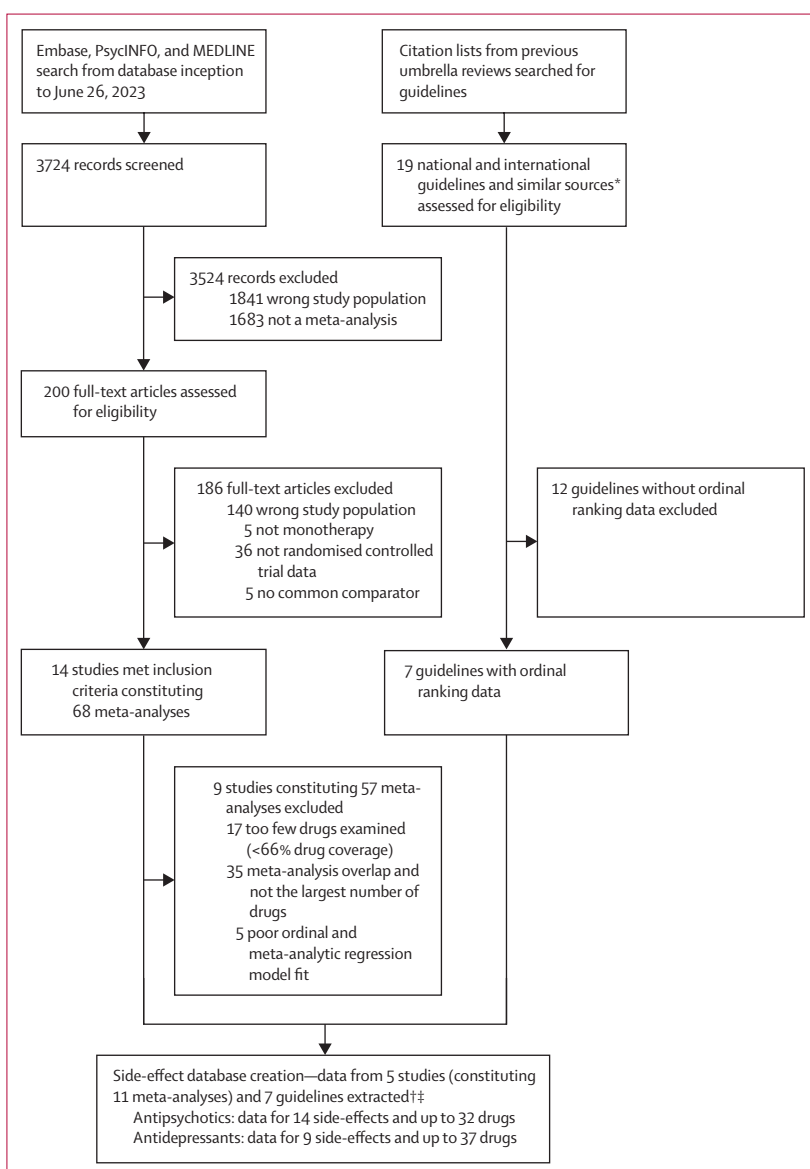 Embase, PsycINFO, and MEDLINE
search from database inception
to June 26, 2023
Citation lists from previous
umbrella reviews searched for
guidelines
3724 records screened
19 national and international
guidelines and similar sources*
assessed for eligibility
3524 records excluded
1841 wrong study population
1683 not a meta-analysis
200 full-text articles assessed
for eligibility
186 full-text articles excluded
140 wrong study population
5 not monotherapy
36 not randomised controlled
trial data
5 no common comparator
12 guidelines without ordinal
ranking data excluded
14 studies met inclusion
criteria constituting
68 meta-analyses
7 guidelines with ordinal
ranking data
9 studies constituting 57 meta-
analyses excluded
17 too few drugs examined
(<66% drug coverage)
35 meta-analysis overlap and
not the largest number of
drugs
5 poor ordinal and
meta-analytic regression
model fit
Side-effect database creation—data from 5 studies (constituting
11 meta-analyses) and 7 guidelines extracted†‡
Antipsychotics: data for 14 side-effects and up to 32 drugs
Antidepressants: data for 9 side-effects and up to 37 drugs